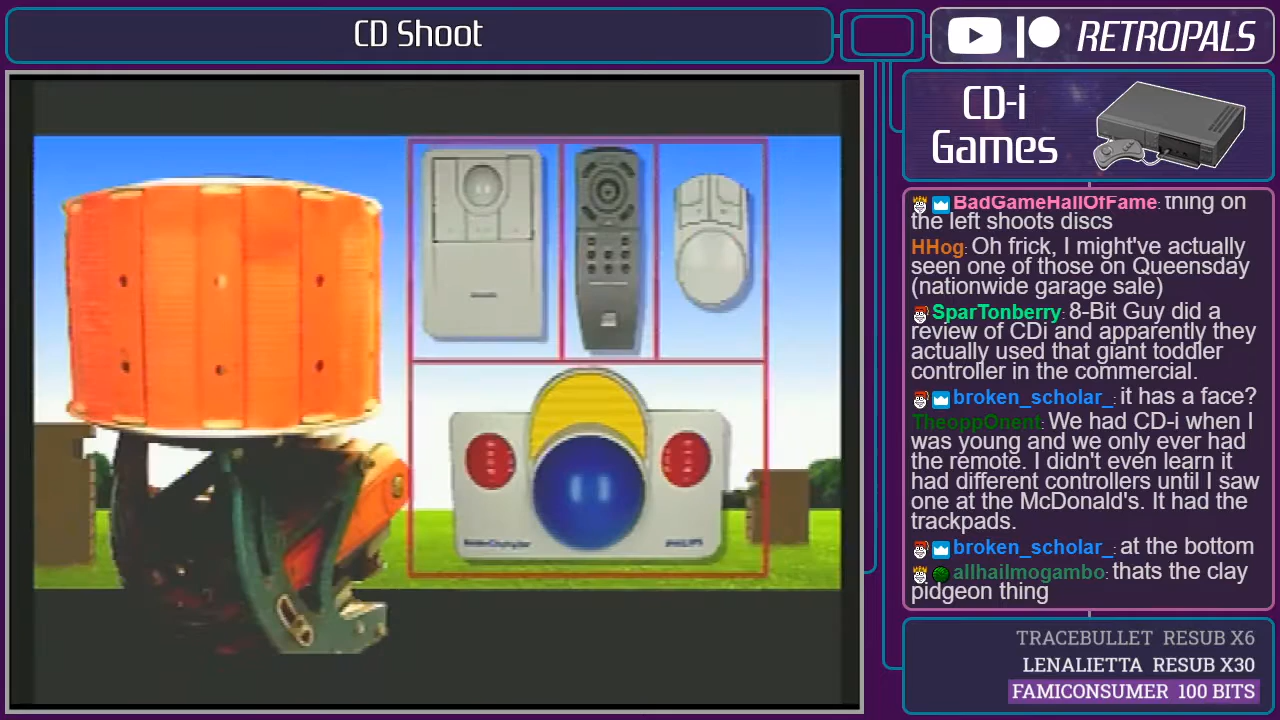 CD Shoot
RETROPALS
CD-i
Games
BadGameHallOfFame: thing on
the left shoots discs
HHog: Oh frick, I might've actually
seen one of those on Queensday
(nationwide garage sale)
SparTonberry: 8-Bit Guy did a
review of CDi and apparently they
actually used that giant toddler
controller in the commercial.
broken_scholar_: it has a face?
TheoppOnent: We had CD-i when I
was young and we only ever had
the remote. I didn't even learn it
had different controllers until I saw
one at the McDonald's. It had the
trackpads.
broken_scholar_: at the bottom
allhailmogambo: thats the clay
pidgeon thing
PHILIPS
TRACEBULLET RESUB X6
LENALIETTA RESUB X30
FAMICONSUMER 100 BITS